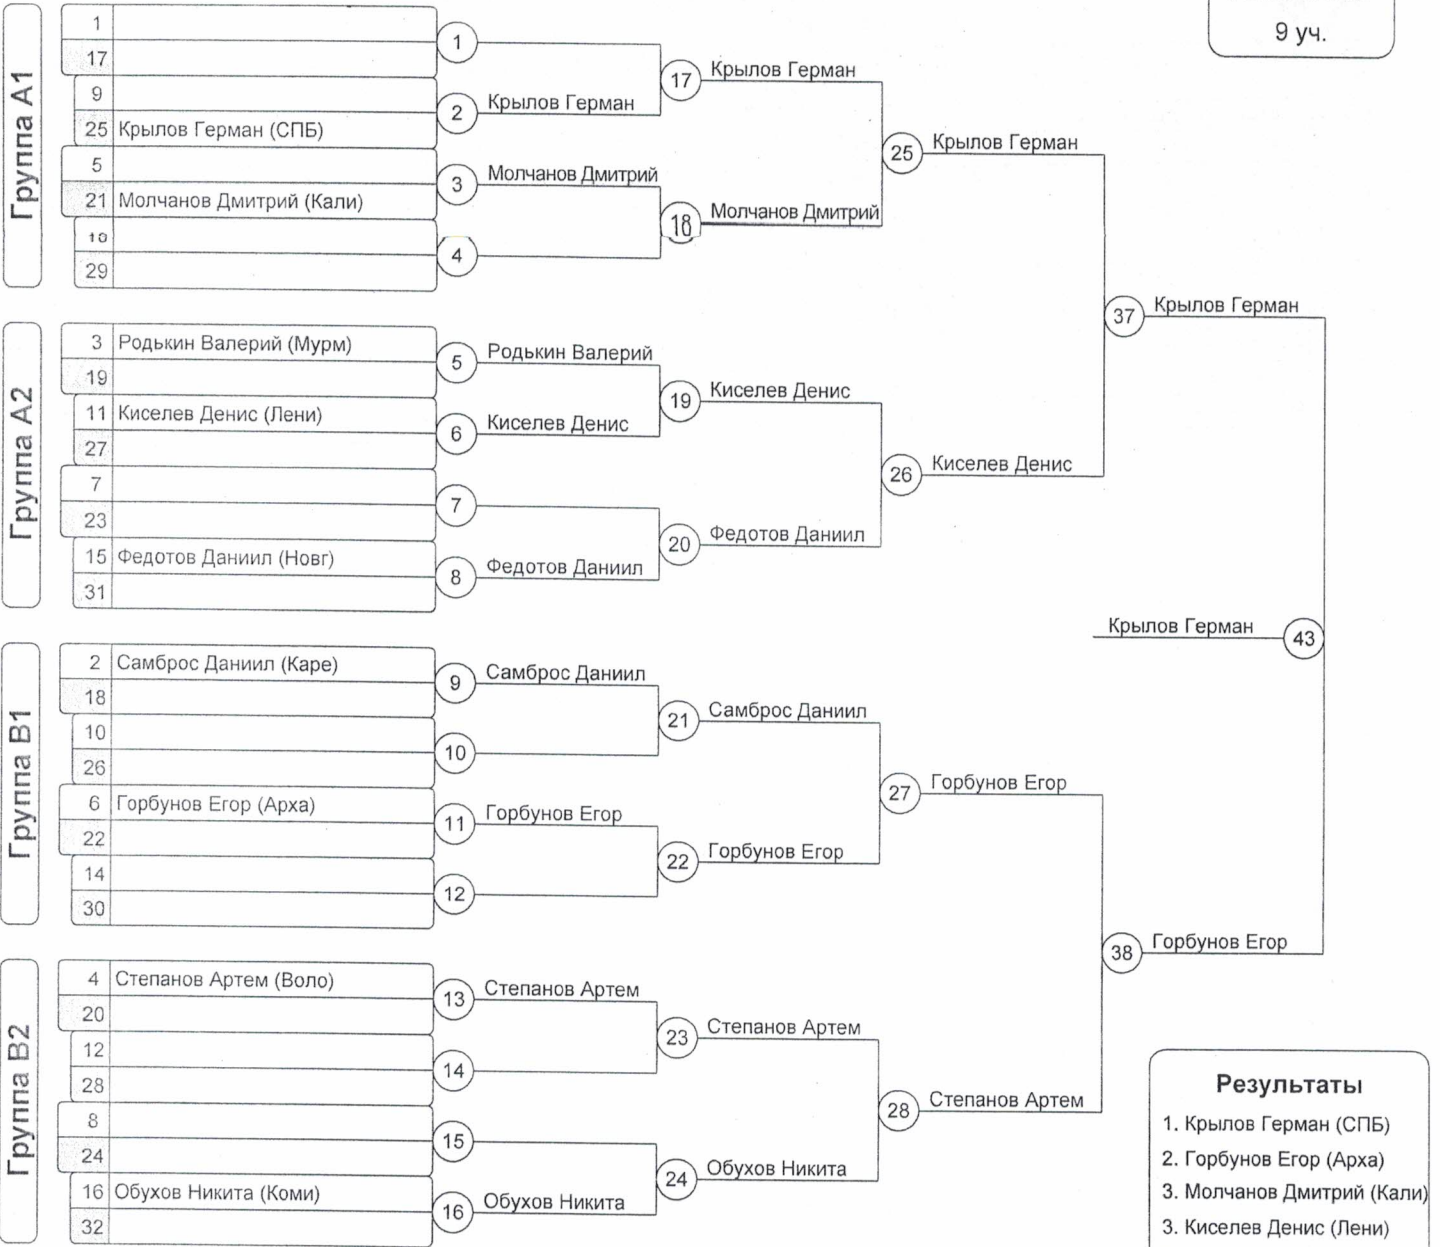 9 уч.
Группа A1
1
17
9
25 Крылов Герман (СПБ)
5
21 Молчанов Дмитрий (Кали)
29
1
2 Крылов Герман
3 Молчанов Дмитрий
4
17 Крылов Герман
18 Молчанов Дмитрий
25 Крылов Герман
Группа A2
3 Родькин Валерий (Мурм)
19
11 Киселев Денис (Лени)
27
7
23
15 Федотов Даниил (Новг)
31
5 Родькин Валерий
6 Киселев Денис
7
8 Федотов Даниил
19 Киселев Денис
20 Федотов Даниил
26 Киселев Денис
37 Крылов Герман
Крылов Герман 43
Группа B1
2 Самброс Даниил (Каре)
18
10
26
6 Горбунов Егор (Арха)
22
14
30
9 Самброс Даниил
10
11 Горбунов Егор
12
21 Самброс Даниил
22 Горбунов Егор
27 Горбунов Егор
Группа B2
4 Степанов Артем (Воло)
20
12
28
8
24
16 Обухов Никита (Коми)
32
13 Степанов Артем
14
15
16 Обухов Никита
23 Степанов Артем
24 Обухов Никита
28 Степанов Артем
38 Горбунов Егор
Результаты
1. Крылов Герман (СПБ)
2. Горбунов Егор (Арха)
3. Молчанов Дмитрий (Кали)
3. Киселев Денис (Лени)